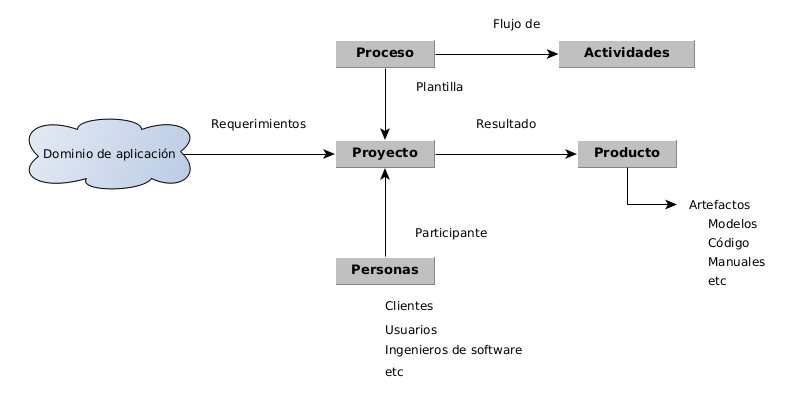 Flujo de
Proceso
Actividades
Plantilla
Requerimientos
Resultado
Dominio de aplicación
Proyecto
Producto
Artefactos
Modelos
Código
Manuales
etc
Participante
Personas
Clientes
Usuarios
Ingenieros de software
etc